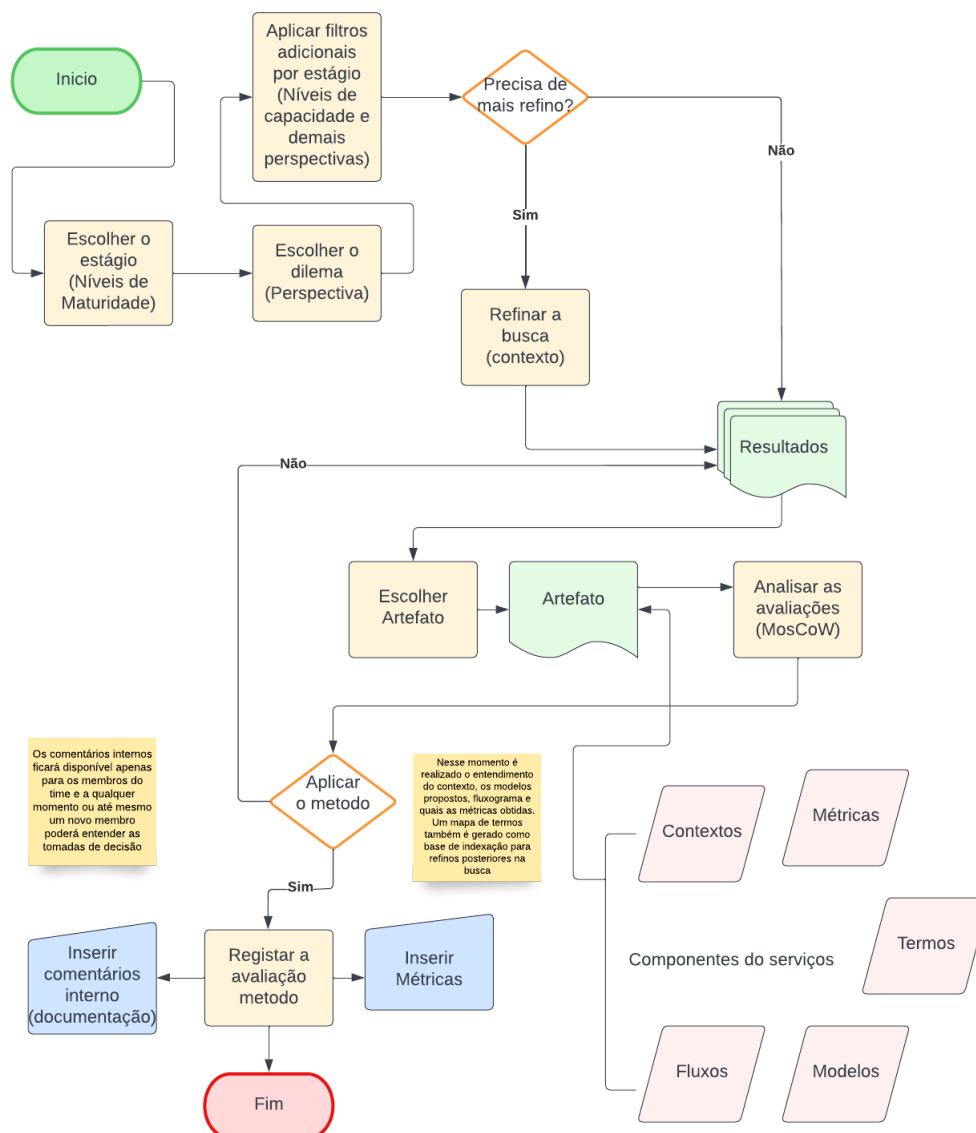 Inicio
Aplicar filtros
adicionais
por estágio
(Níveis de
capacidade e
demais
perspectivas)
Precisa de
mais refino?
Não
Sim
Escolher o
estágio
(Níveis de
Maturidade)
Escolher o
dilema
(Perspectiva)
Refinar a
busca
(contexto)
Resultados
Não
Escolher
Artefato
Artefato
Analisar as
avaliações
(MosCoW)
Os comentários internos
ficará disponível apenas
para os membros do
time e a qualquer
momento ou até mesmo
um novo membro
poderá entender as
tomadas de decisão
Aplicar
o metodo
Nesse momento é
realizado o entendimento
do contexto, os modelos
propostos, fluxograma e
quais as métricas obtidas.
Um mapa de termos
também é gerado como
base de indexação para
refinos posteriores na
busca
Contextos
Métricas
Sim
Inserir
comentários
interno
(documentação)
Registar a
avaliação
metodo
Inserir
Métricas
Componentes do serviços
Termos
Fluxos
Modelos
Fim